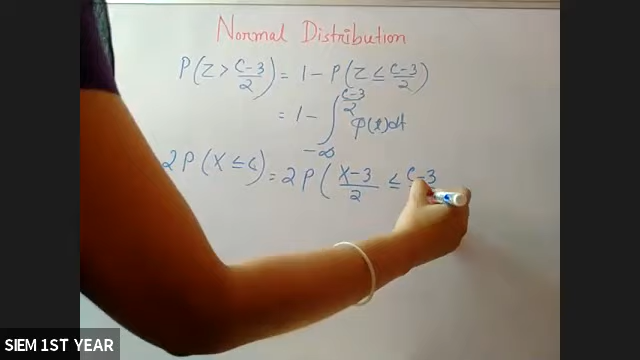 Normal Distribution
P(Z > c-3/2) = 1 - P(Z ≤ c-3/2)
= 1 - ∫_{-∞}^{c-3/2} φ(t)dt
2P(X ≤ c) = 2P( X-3/2 ≤ c-3
SIEM 1ST YEAR